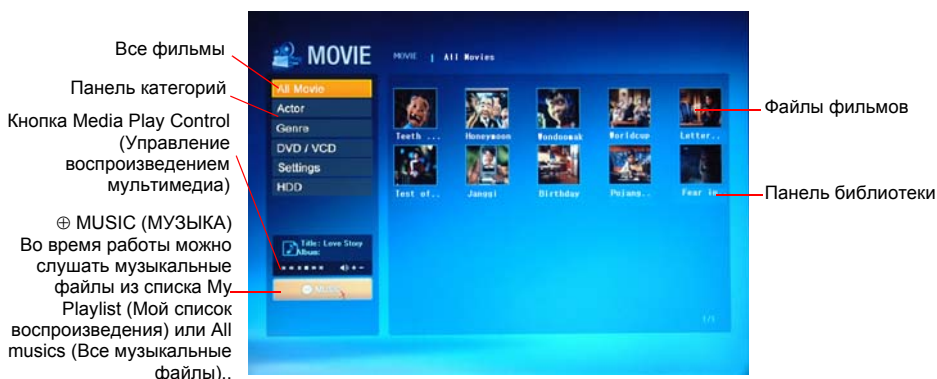 Все фильмы
Панель категорий
Кнопка Media Play Control
(Управление
воспроизведением
мультимедиа)
⊕ MUSIC (МУЗЫКА)
Во время работы можно
слушать музыкальные
файлы из списка My
Playlist (Мой список
воспроизведения) или All
musics (Все музыкальные
файлы)..
MOVIE
MOVIE | All Movies
All Movie
Actor
Genre
DVD / VCD
Settings
HDD
Title: Love Story
Album:
⊕ Music
Teeth ... Honeymoon Wondoomak Worldcup Letter..
Test of.. Janggi Birthday Pojang.. Fear in
1/1
Файлы фильмов
Панель библиотеки